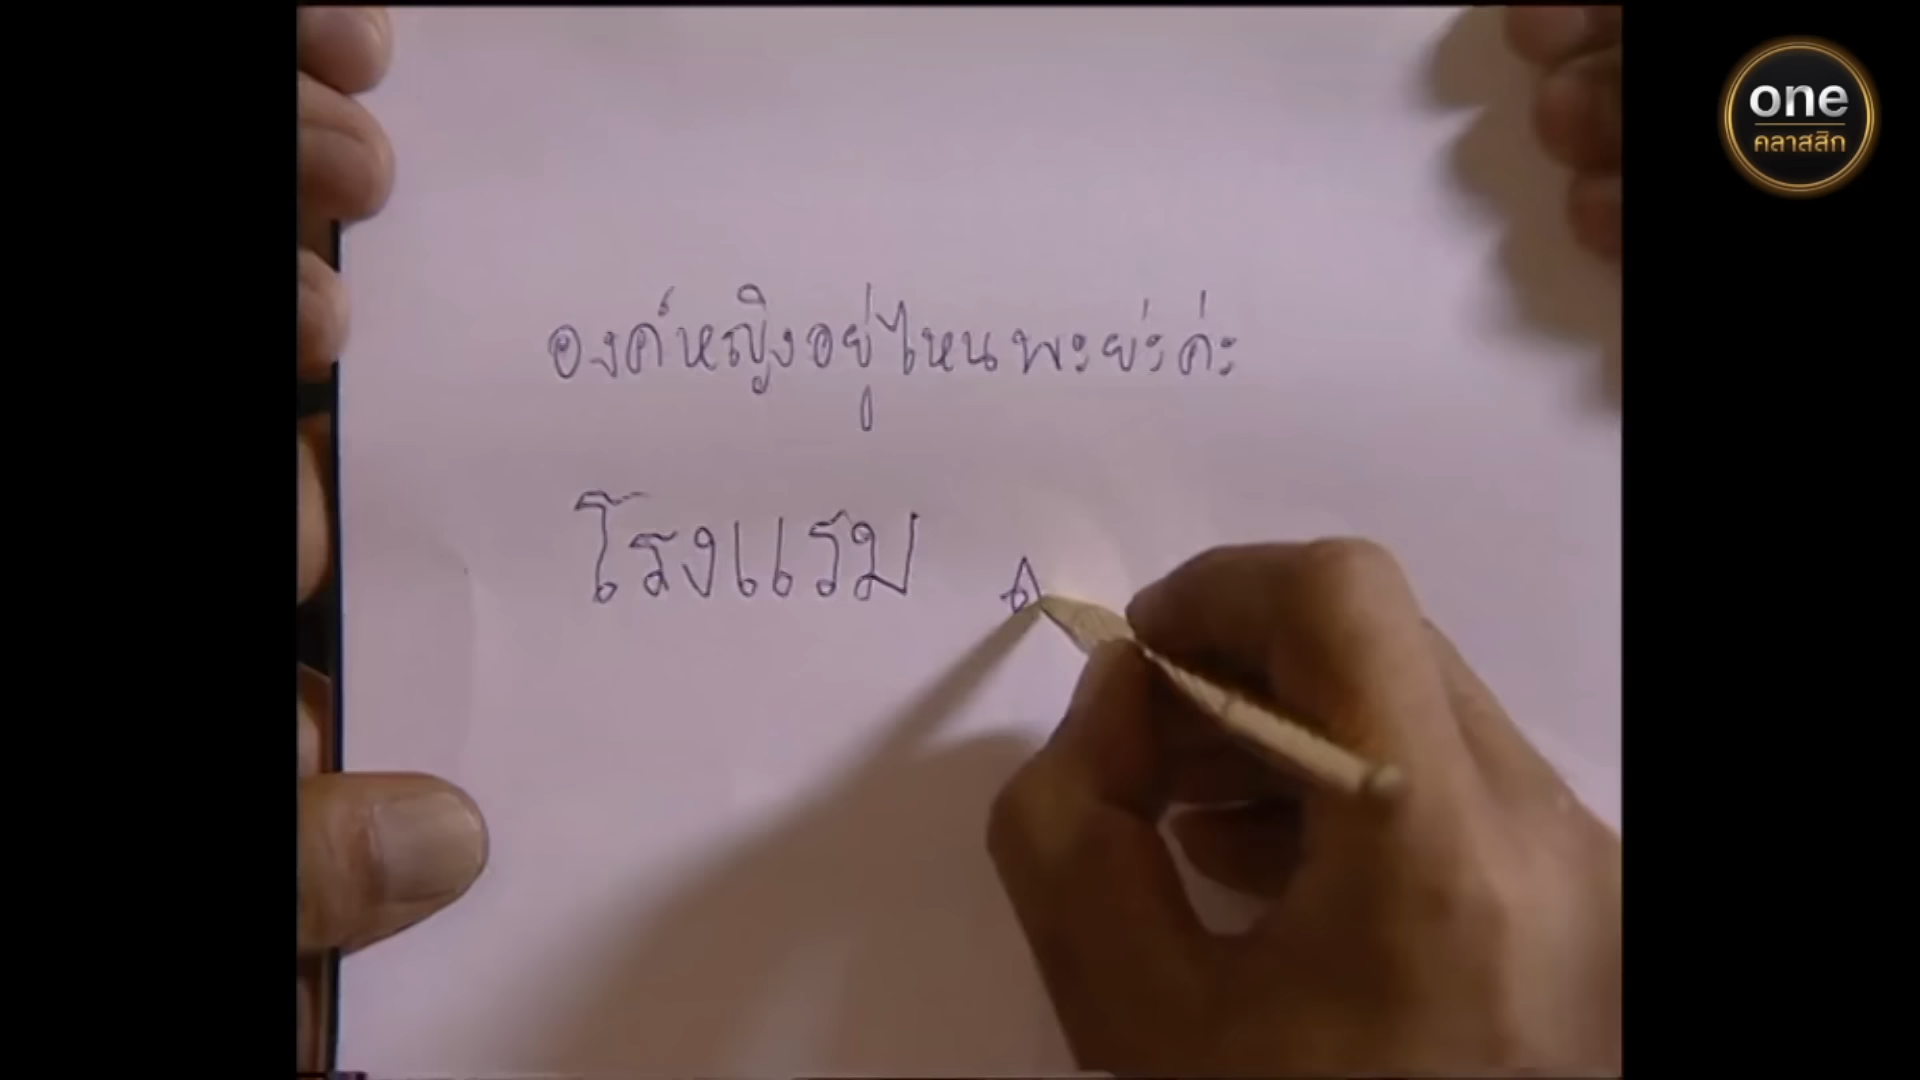 one
คลาสสิก
องค์หญิงอยู่ไหนพะย่ะค่ะ
โรงแรม